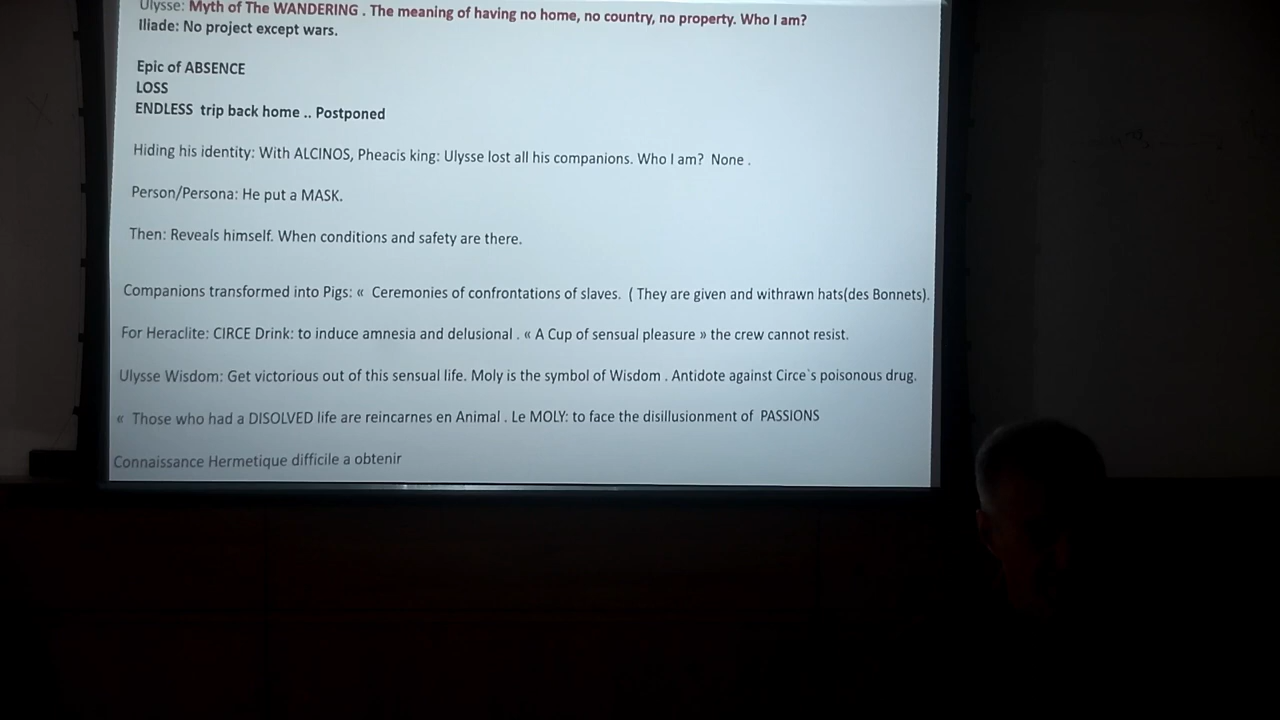 Ulysse: Myth of The WANDERING . The meaning of having no home, no country, no property. Who I am?
Iliade: No project except wars.
Epic of ABSENCE
LOSS
ENDLESS trip back home .. Postponed
Hiding his identity: With ALCINOS, Pheacis king: Ulysse lost all his companions. Who I am? None .
Person/Persona: He put a MASK.
Then: Reveals himself. When conditions and safety are there.
Companions transformed into Pigs: « Ceremonies of confrontations of slaves. ( They are given and withrawn hats(des Bonnets).
For Heraclite: CIRCE Drink: to induce amnesia and delusional . « A Cup of sensual pleasure » the crew cannot resist.
Ulysse Wisdom: Get victorious out of this sensual life. Moly is the symbol of Wisdom . Antidote against Circe`s poisonous drug.
« Those who had a DISOLVED life are reincarnes en Animal . Le MOLY: to face the disillusionment of PASSIONS
Connaissance Hermetique difficile a obtenir